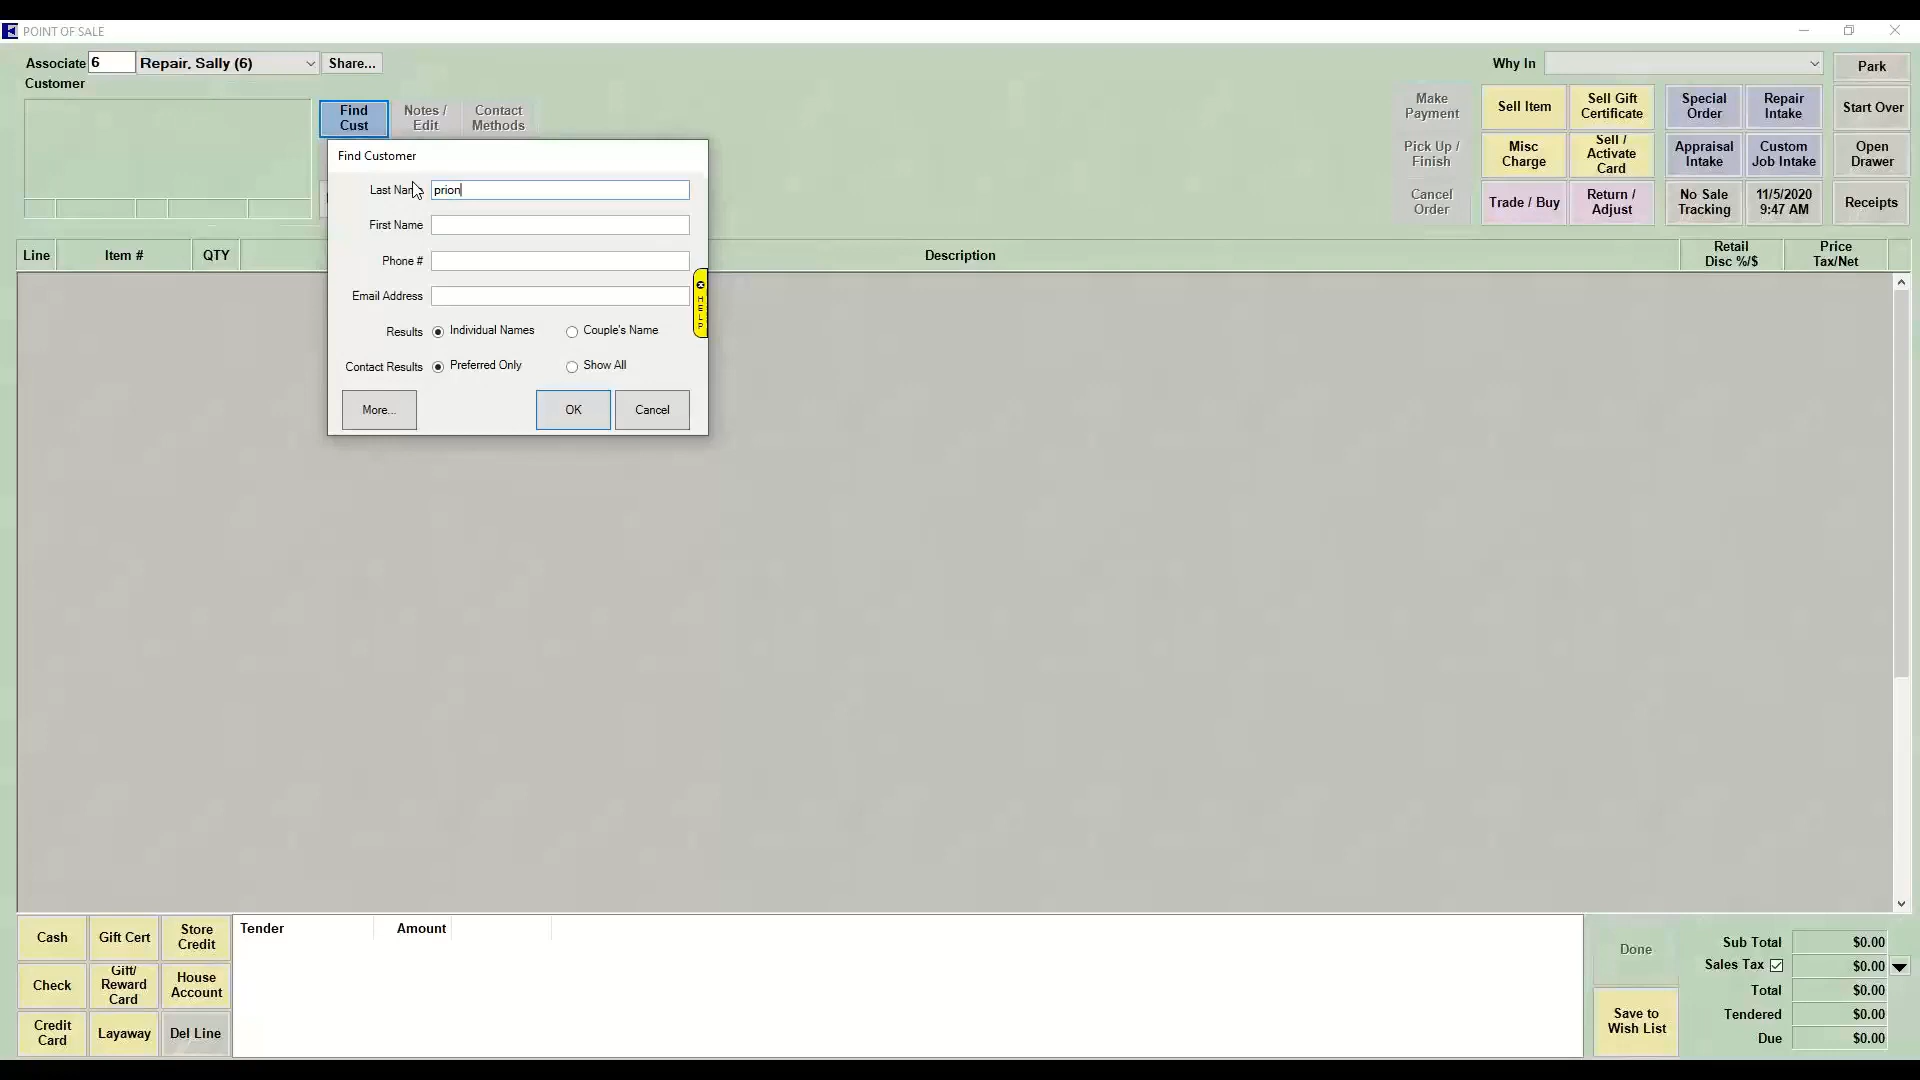 POINT OF SALE
Associate 6 Repair, Sally (6) Share...
Why In
Park
Customer
Find
Cust
Notes /
Edit
Contact
Methods
Make
Payment
Sell Item
Sell Gift
Certificate
Special
Order
Repair
Intake
Start Over
Pick Up /
Finish
Misc
Charge
Sell /
Activate
Card
Appraisal
Intake
Custom
Job Intake
Open
Drawer
Cancel
Order
Trade / Buy
Return /
Adjust
No Sale
Tracking
11/5/2020
9:47 AM
Receipts
Find Customer
Last Name prion
First Name
Phone #
Email Address
Results Individual Names Couple's Name
Contact Results Preferred Only Show All
More... OK Cancel
HELP
Line Item # QTY Description
Retail
Disc %/$
Price
Tax/Net
Cash
Gift Cert
Store
Credit
Check
Gift/
Reward
Card
House
Account
Credit
Card
Layaway
Del Line
Tender Amount
Done
Save to
Wish List
Sub Total $0.00
Sales Tax $0.00
Total $0.00
Tendered $0.00
Due $0.00